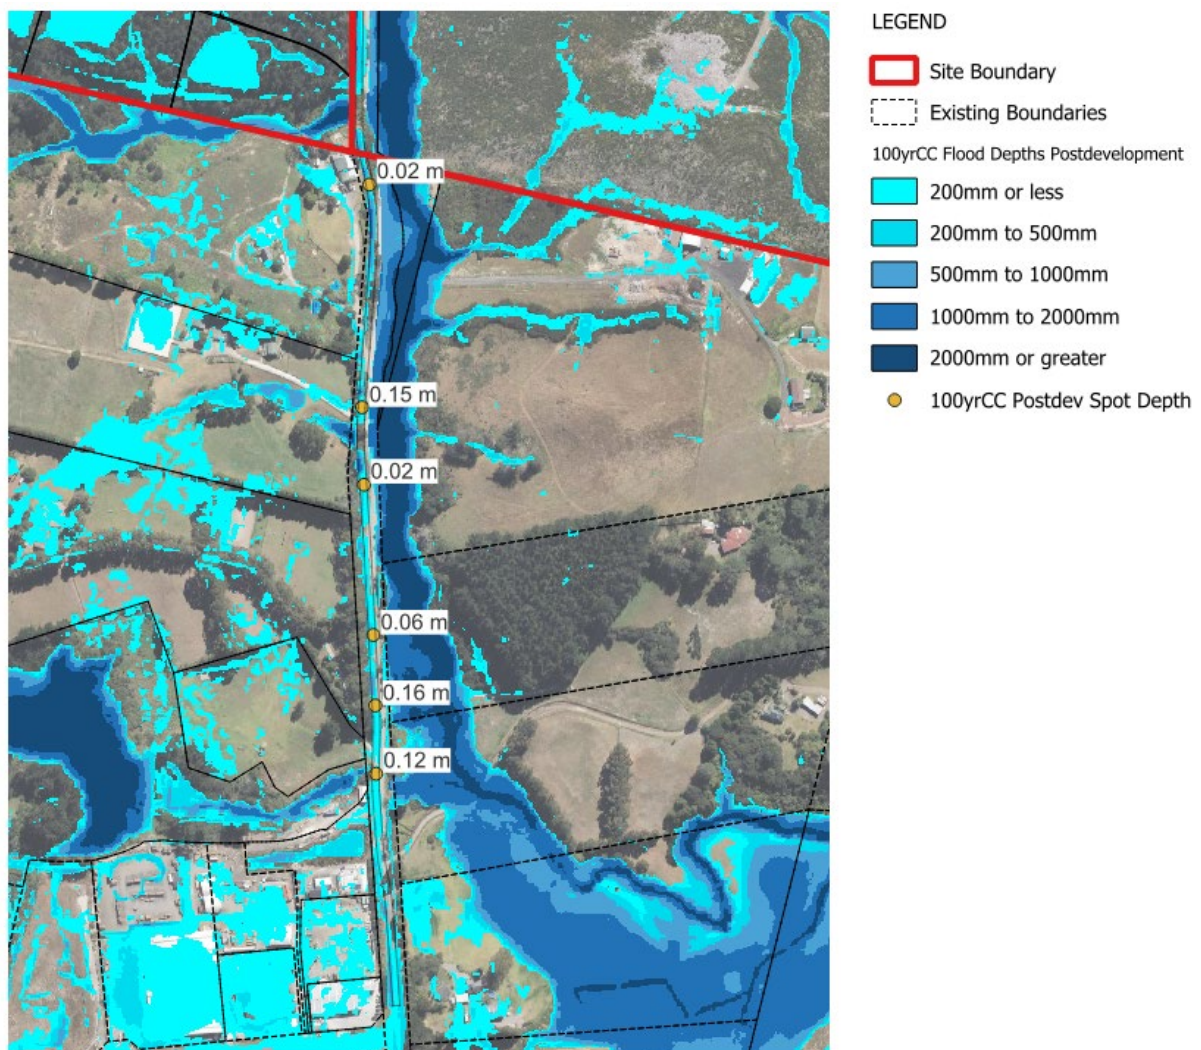 LEGEND
Site Boundary
Existing Boundaries
100yrCC Flood Depths Postdevelopment
200mm or less
200mm to 500mm
500mm to 1000mm
1000mm to 2000mm
2000mm or greater
100yrCC Postdev Spot Depth
0.02 m
0.15 m
0.02 m
0.06 m
0.16 m
0.12 m